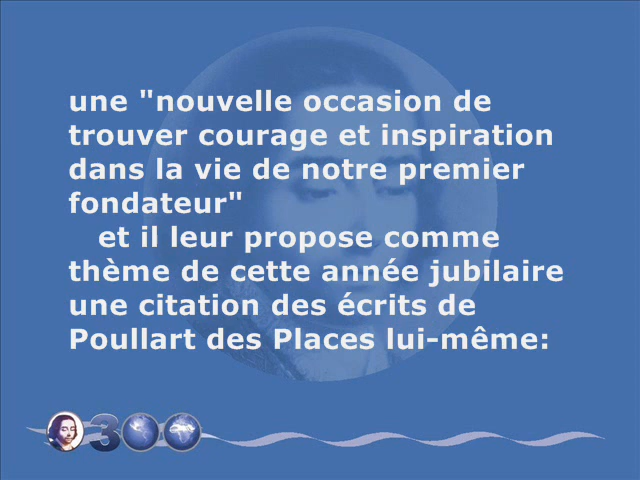 une "nouvelle occasion de
trouver courage et inspiration
dans la vie de notre premier
fondateur"
et il leur propose comme
thème de cette année jubilaire
une citation des écrits de
Poullart des Places lui-même:
300